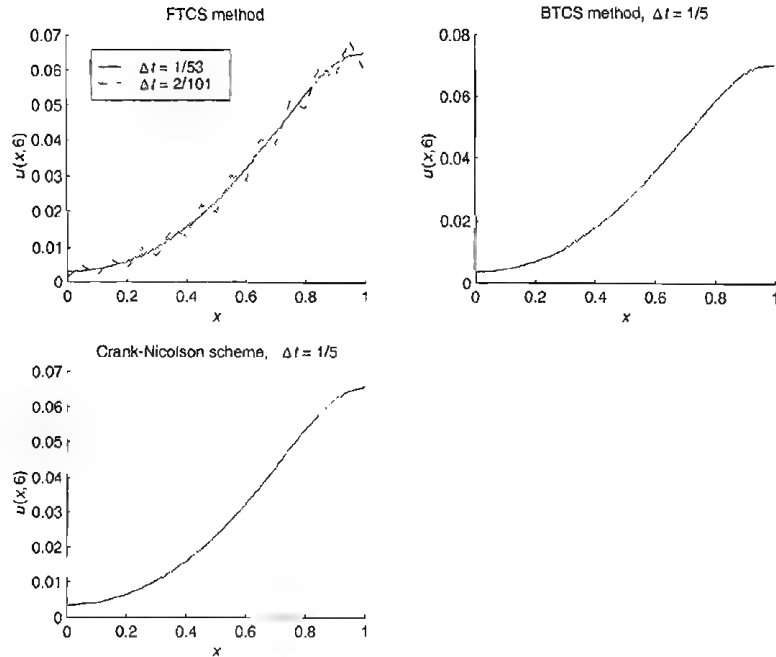 FTCS method
0.07
0.06
0.05
0.04
0.03
0.02
0.01
0
u(x,6)
Δt = 1/53
Δt = 2/101
0 0.2 0.4 0.6 0.8 1
x
BTCS method, Δt = 1/5
0.08
0.06
0.04
0.02
0
u(x,6)
0 0.2 0.4 0.6 0.8 1
x
Crank-Nicolson scheme, Δt = 1/5
0.07
0.06
0.05
0.04
0.03
0.02
0.01
0
u(x,6)
0 0.2 0.4 0.6 0.8 1
x